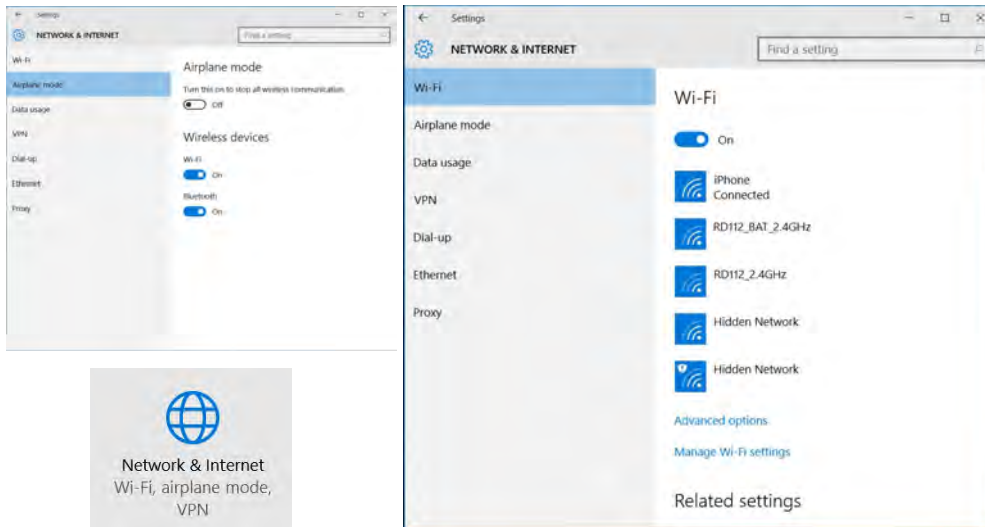 Settings
NETWORK & INTERNET
Find a setting
Wi-Fi
Airplane mode
Data usage
VPN
Dial-up
Ethernet
Proxy
Airplane mode
Turn this on to stop all wireless communication
Off
Wireless devices
Wi-Fi
On
Bluetooth
On
Network & Internet
Wi-Fi, airplane mode,
VPN
Settings
NETWORK & INTERNET
Find a setting
Wi-Fi
Airplane mode
Data usage
VPN
Dial-up
Ethernet
Proxy
Wi-Fi
On
iPhone
Connected
RD112_BAT_2.4GHz
RD112_2.4GHz
Hidden Network
Hidden Network
Advanced options
Manage Wi-Fi settings
Related settings